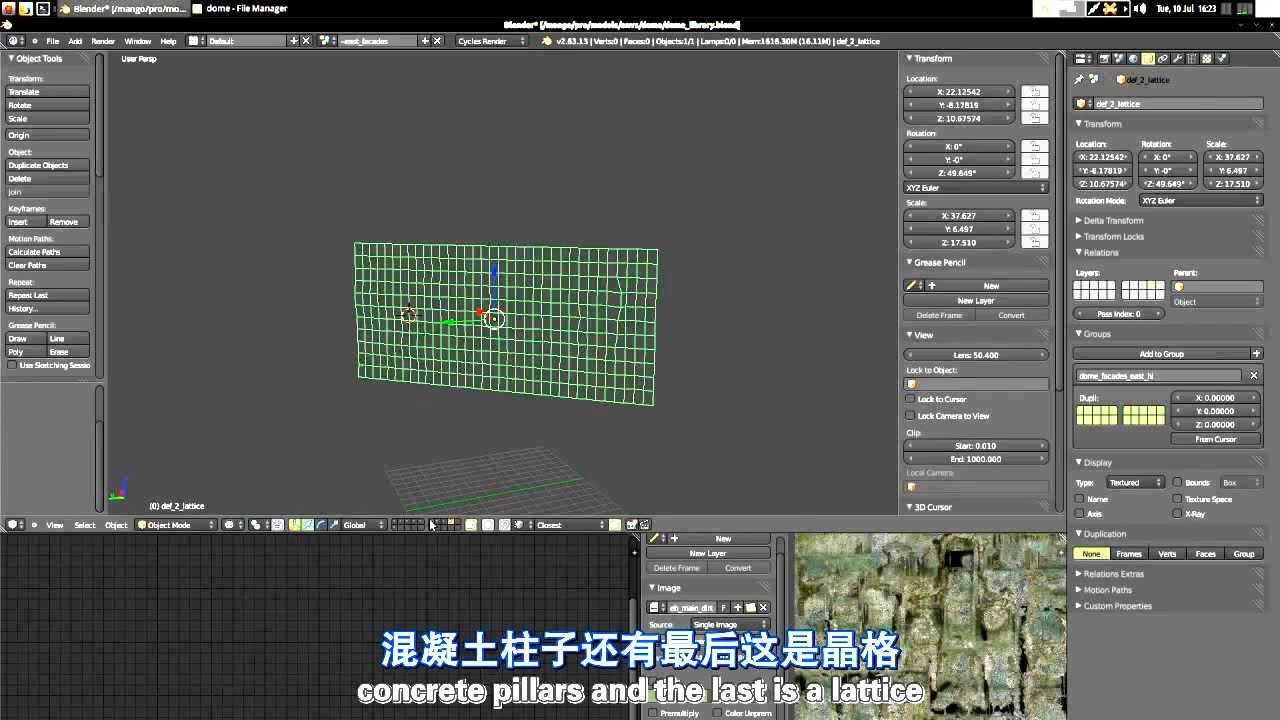 Blender* [/mango/pro/mo...
dome - File Manager
Tue, 10 Jul 16:23
Blender* [/mango/pro/models/envs/dome/dome_library.blend]
File Add Render Window Help
Default
-east_facades
Cycles Render
v2.63.13 | Verts:0 | Faces:0 | Objects:1/1 | Lamps:0/0 | Mem:1616.30M (16.11M) | def_2_lattice
Object Tools
Transform:
Translate
Rotate
Scale
Origin
Object:
Duplicate Objects
Delete
Join
Keyframes:
Insert Remove
Motion Paths:
Calculate Paths
Clear Paths
Repeat:
Repeat Last
History...
Grease Pencil:
Draw Line
Poly Erase
Use Sketching Sessio
User Persp
(0) def_2_lattice
View Select Object Object Mode Global Closest
Transform
Location:
X: 22.12542
Y: -8.17819
Z: 10.67574
Rotation:
X: 0°
Y: -0°
Z: 49.649°
XYZ Euler
Scale:
X: 37.627
Y: 6.497
Z: 17.510
Grease Pencil
New
New Layer
Delete Frame Convert
View
Lens: 50.400
Lock to Object:
Lock to Cursor
Lock Camera to View
Clip:
Start: 0.010
End: 1000.000
Local Camera:
3D Cursor
def_2_lattice
def_2_lattice
Transform
Location: Rotation: Scale:
X: 22.12542 X: 0° X: 37.627
Y: -8.17819 Y: -0° Y: 6.497
Z: 10.67574 Z: 49.649° Z: 17.510
Rotation Mode: XYZ Euler
Delta Transform
Transform Locks
Relations
Layers: Parent:
Object
Pass Index: 0
Groups
Add to Group
dome_facades_east_hi
Dupli:
X: 0.00000
Y: 0.00000
Z: 0.00000
From Cursor
Display
Type: Textured Bounds Box
Name Texture Space
Axis X-Ray
Duplication
None Frames Verts Faces Group
Relations Extras
Motion Paths
Custom Properties
New
New Layer
Delete Frame Convert
Image
eb_main_dirt F
Source: Single Image
混凝土柱子还有最后这是晶格
concrete pillars and the last is a lattice
Premultiply Color Unprem